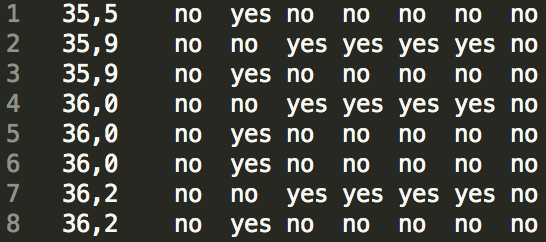 1 35,5 no yes no no no no no
2 35,9 no no yes yes yes yes no
3 35,9 no yes no no no no no
4 36,0 no no yes yes yes yes no
5 36,0 no yes no no no no no
6 36,0 no yes no no no no no
7 36,2 no no yes yes yes yes no
8 36,2 no yes no no no no no